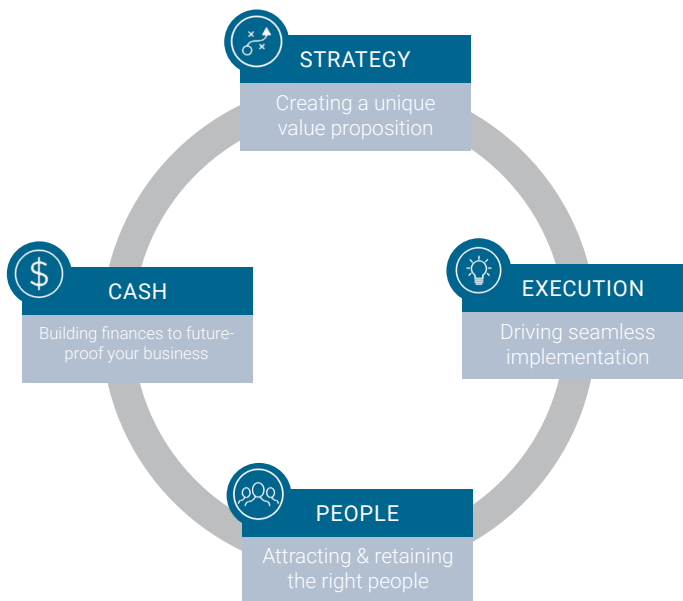 STRATEGY
Creating a unique
value proposition
$
CASH
Building finances to future-
proof your business
EXECUTION
Driving seamless
implementation
PEOPLE
Attracting & retaining
the right people